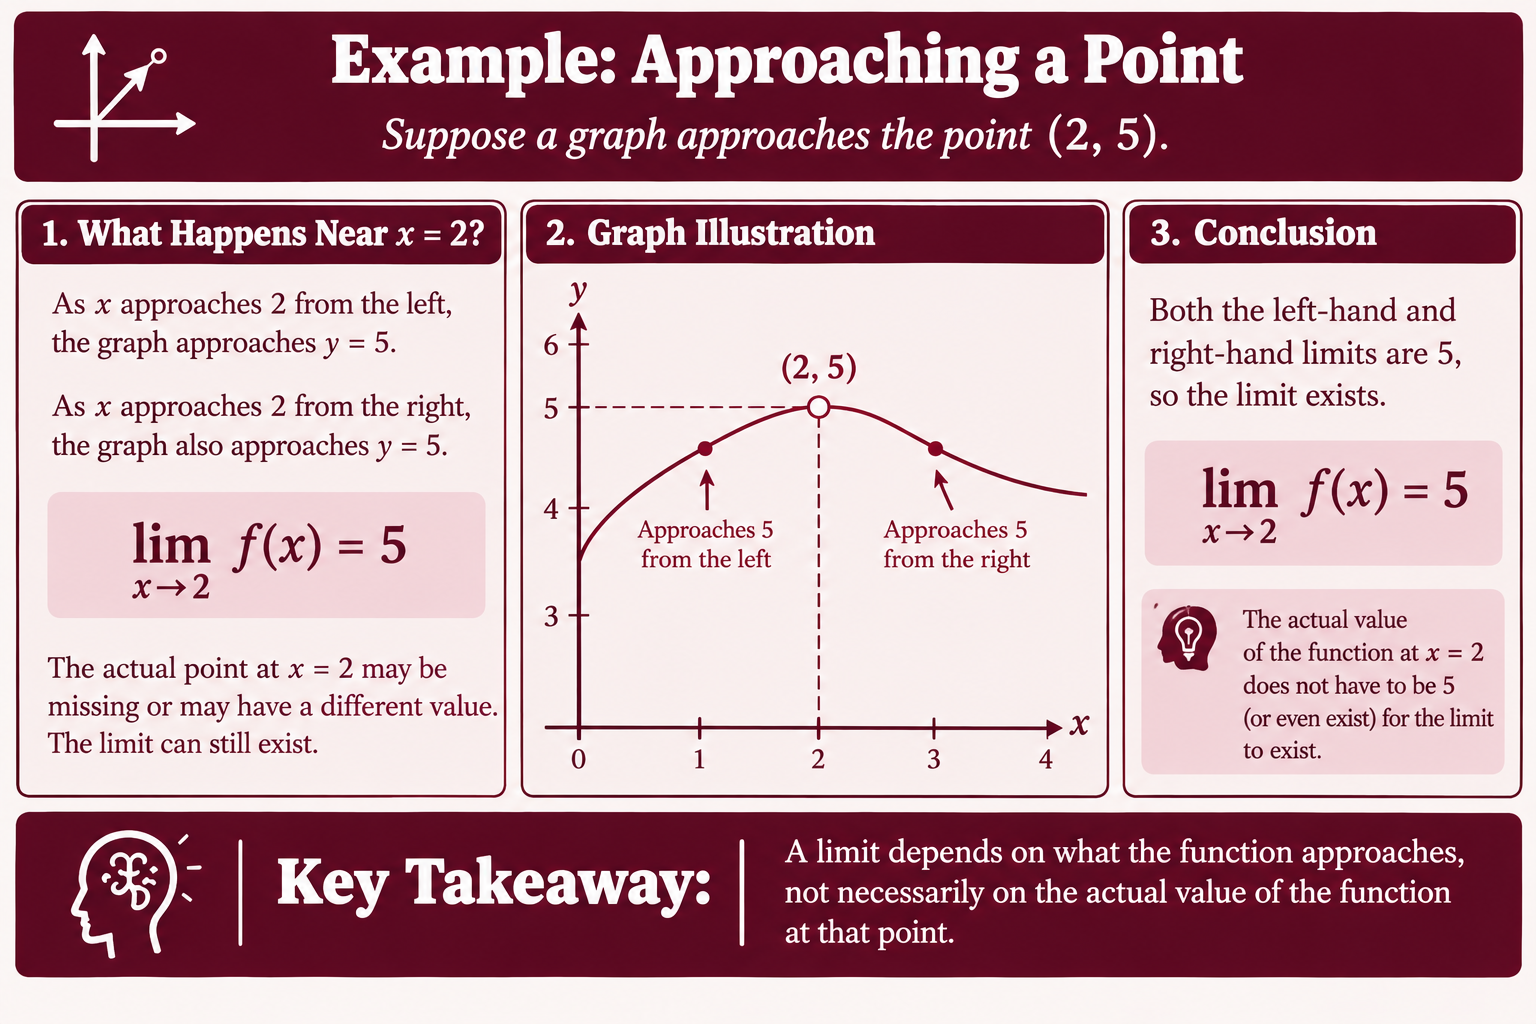 Example: Approaching a Point
Suppose a graph approaches the point (2, 5).
1. What Happens Near x = 2?
As x approaches 2 from the left,
the graph approaches y = 5.
As x approaches 2 from the right,
the graph also approaches y = 5.
lim f(x) = 5
x→2
The actual point at x = 2 may be
missing or may have a different value.
The limit can still exist.
2. Graph Illustration
y
6
(2, 5)
5
4
Approaches 5
from the left
Approaches 5
from the right
3
x
0 1 2 3 4
3. Conclusion
Both the left-hand and
right-hand limits are 5,
so the limit exists.
lim f(x) = 5
x→2
The actual value
of the function at x = 2
does not have to be 5
(or even exist) for the limit
to exist.
Key Takeaway:
A limit depends on what the function approaches,
not necessarily on the actual value of the function
at that point.